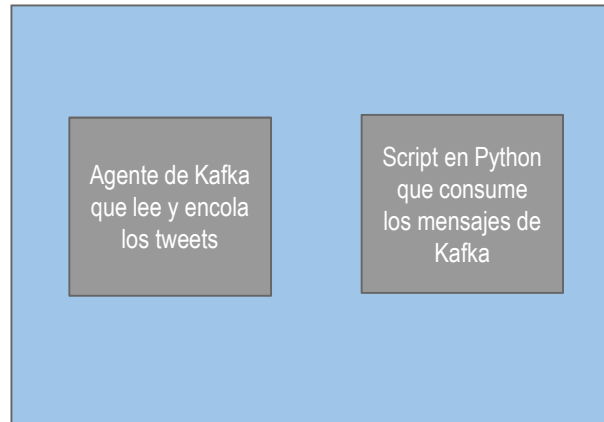 Agente de Kafka
que lee y encola
los tweets
Script en Python
que consume
los mensajes de
Kafka